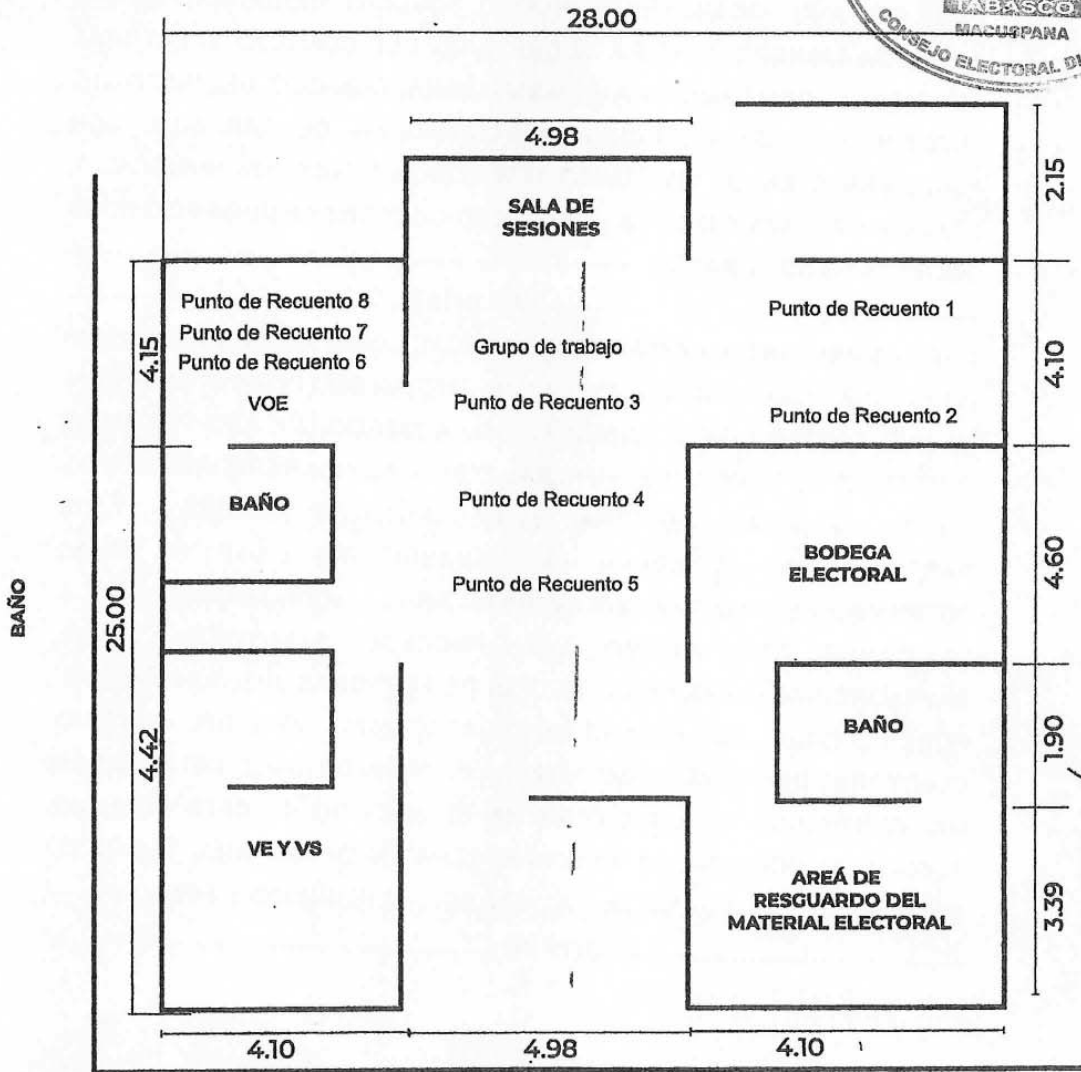 TABASCO
MACUSPANA
CONSEJO ELECTORAL
28.00
4.98
2.15
SALA DE
SESIONES
Punto de Recuento 8
Punto de Recuento 7
Punto de Recuento 6
VOE
4.15
Grupo de trabajo
Punto de Recuento 3
Punto de Recuento 1
Punto de Recuento 2
4.10
BAÑO
Punto de Recuento 4
Punto de Recuento 5
BODEGA
ELECTORAL
4.60
BAÑO
25.00
4.42
BAÑO
1.90
VE Y VS
AREÁ DE
RESGUARDO DEL
MATERIAL ELECTORAL
3.39
4.10
4.98
4.10